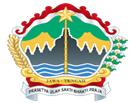 JAWA - TENGAH
PRASETYA ULAH SAKTI BHAKTI PRAJA